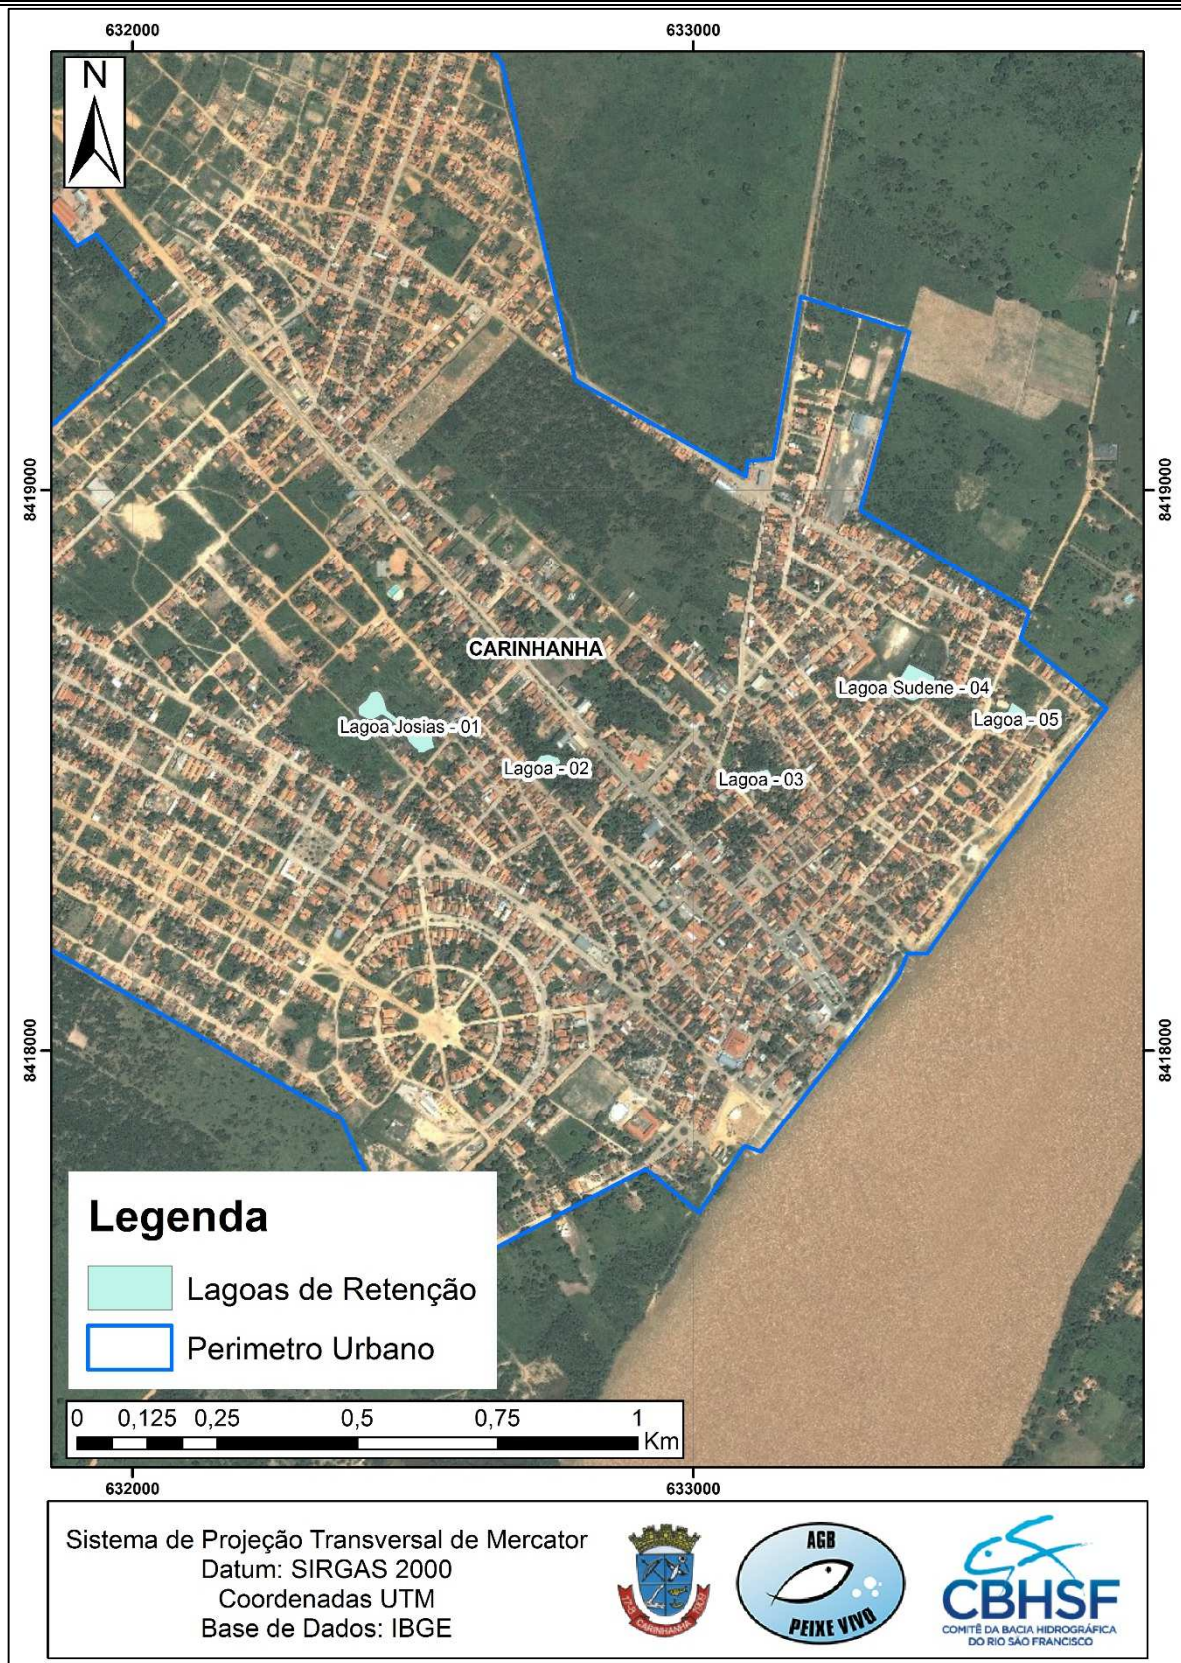 632000 633000
N
8419000 8419000
CARINHANHA
Lagoa Sudene - 04
Lagoa - 05
Lagoa Josias - 01
Lagoa - 02
Lagoa - 03
8418000 8418000
Legenda
Lagoas de Retenção
Perimetro Urbano
0 0,125 0,25 0,5 0,75 1
Km
632000 633000
Sistema de Projeção Transversal de Mercator
Datum: SIRGAS 2000
Coordenadas UTM
Base de Dados: IBGE
CARINHANHA
AGB
PEIXE VIVO
CBHSF
COMITÊ DA BACIA HIDROGRÁFICA
DO RIO SÃO FRANCISCO